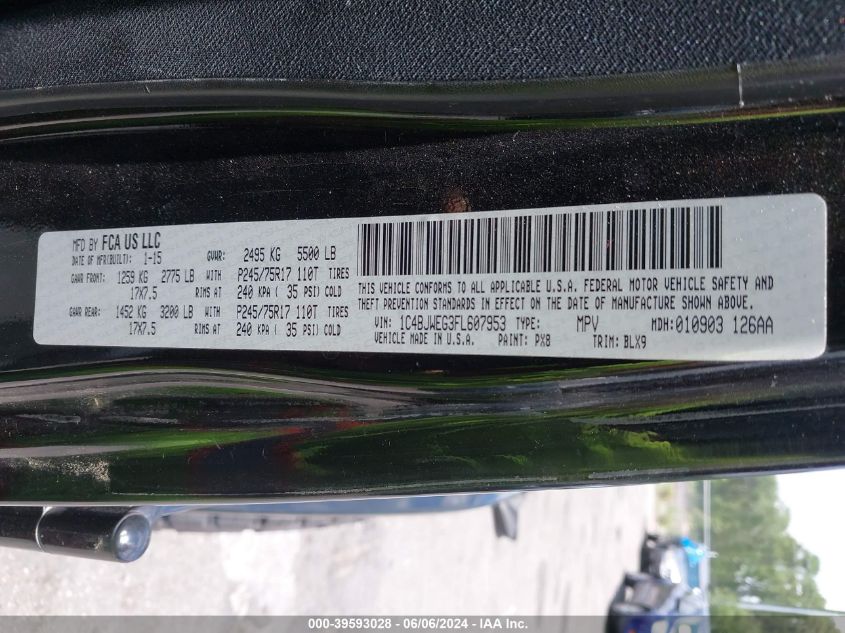 MFD BY FCA US LLC
DATE OF MFR(BUILT): 1-15 GVWR: 2495 KG 5500 LB
GAWR FRONT: 1259 KG 2775 LB WITH P245/75R17 110T TIRES
17X7.5 RIMS AT 240 KPA ( 35 PSI) COLD
GAWR REAR: 1452 KG 3200 LB WITH P245/75R17 110T TIRES
17X7.5 RIMS AT 240 KPA ( 35 PSI) COLD
THIS VEHICLE CONFORMS TO ALL APPLICABLE U.S.A. FEDERAL MOTOR VEHICLE SAFETY AND
THEFT PREVENTION STANDARDS IN EFFECT ON THE DATE OF MANUFACTURE SHOWN ABOVE.
VIN: 1C4BJWEG3FL607953 TYPE: MPV MDH:010903 126AA
VEHICLE MADE IN U.S.A. PAINT: PX8 TRIM: BLX9
000-39593028 - 06/06/2024 - IAA Inc.